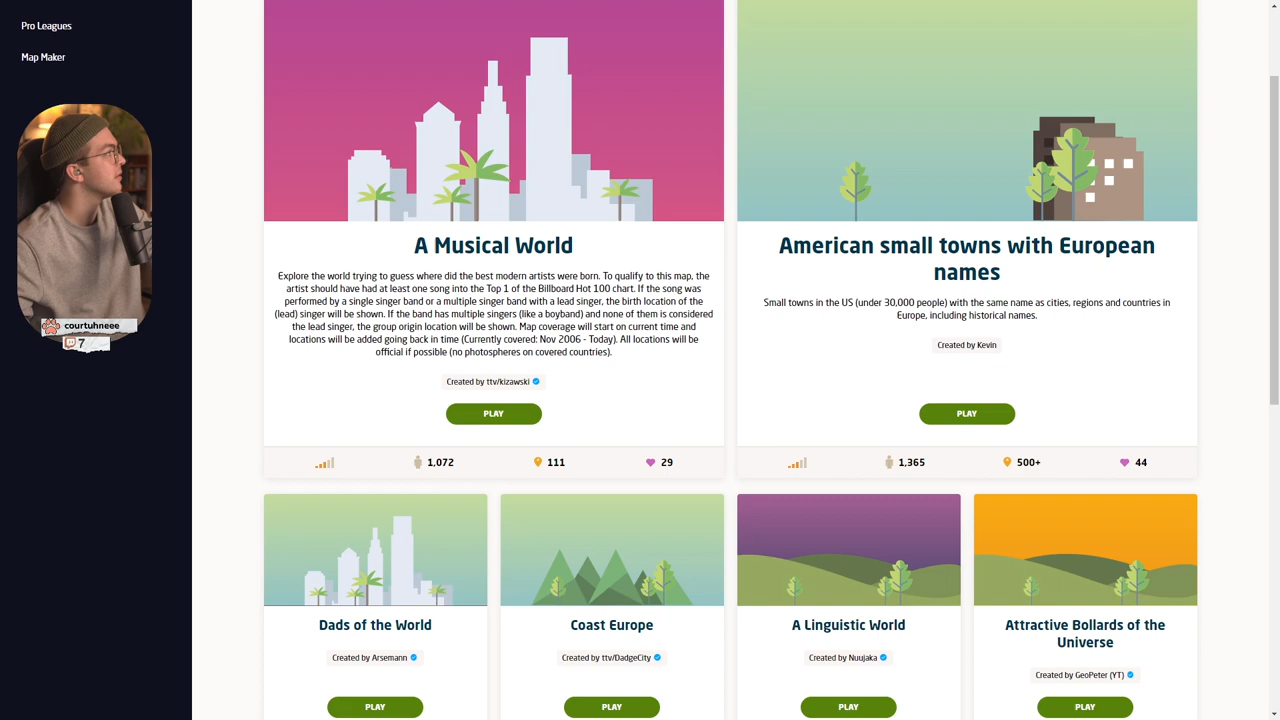 Pro Leagues
Map Maker
courtuhneee
7
A Musical World
Explore the world trying to guess where did the best modern artists were born. To qualify to this map, the
artist should have had at least one song into the Top 1 of the Billboard Hot 100 chart. If the song was
performed by a single singer band or a multiple singer band with a lead singer, the birth location of the
(lead) singer will be shown. If the band has multiple singers (like a boyband) and none of them is considered
the lead singer, the group origin location will be shown. Map coverage will start on current time and
locations will be added going back in time (Currently covered: Nov 2006 - Today). All locations will be
official if possible (no photospheres on covered countries).
Created by ttv/kizawski
PLAY
1,072
111
29
American small towns with European
names
Small towns in the US (under 30,000 people) with the same name as cities, regions and countries in
Europe, including historical names.
Created by Kevin
PLAY
1,365
500+
44
Dads of the World
Created by Arsemann
PLAY
Coast Europe
Created by ttv/DadgeCity
PLAY
A Linguistic World
Created by Nuujaka
PLAY
Attractive Bollards of the
Universe
Created by GeoPeter (YT)
PLAY